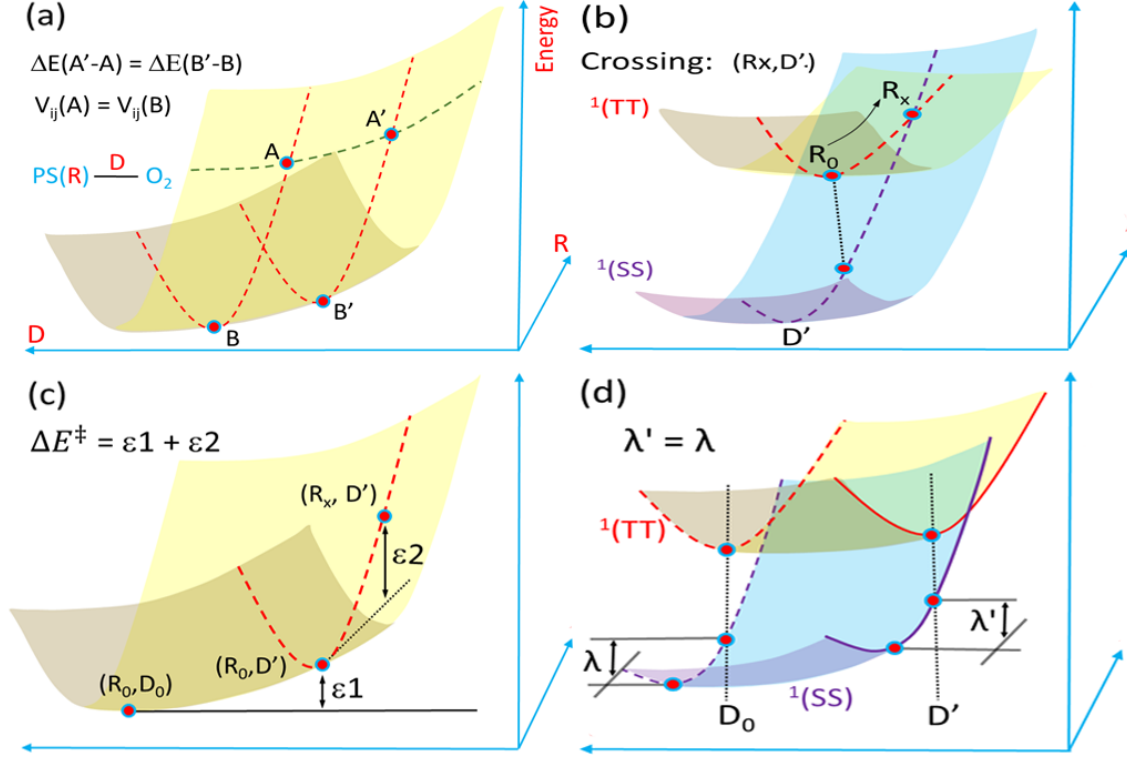 (a)
ΔE(A’-A) = ΔE(B’-B)
V_ij(A) = V_ij(B)
PS(R) D O₂
A
A’
B
B’
D
R
Energy
(b)
Crossing: (Rx,D’.)
¹(TT)
Rₓ
R₀
¹(SS)
D’
(c)
ΔE‡ = ε1 + ε2
(Rₓ, D’)
ε2
(R₀,D’)
(R₀,D₀)
ε1
(d)
λ' = λ
¹(TT)
λ'
λ
¹(SS)
D₀
D’